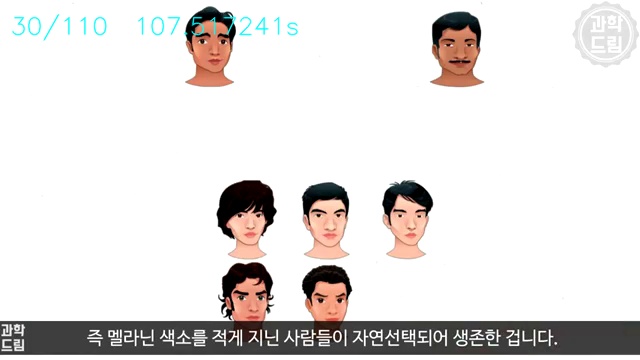 30/110 107.517241s
과학
드림
과학
드림
즉 멜라닌 색소를 적게 지닌 사람들이 자연선택되어 생존한 겁니다.